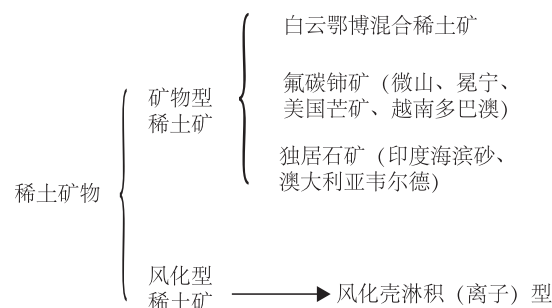 白云鄂博混合稀土矿
氟碳铈矿（微山、冕宁、
美国芒矿、越南多巴澳)
矿物型
稀土矿
独居石矿（印度海滨砂、
澳大利亚韦尔德)
稀土矿物
风化型
稀土矿
风化壳淋积（离子）型